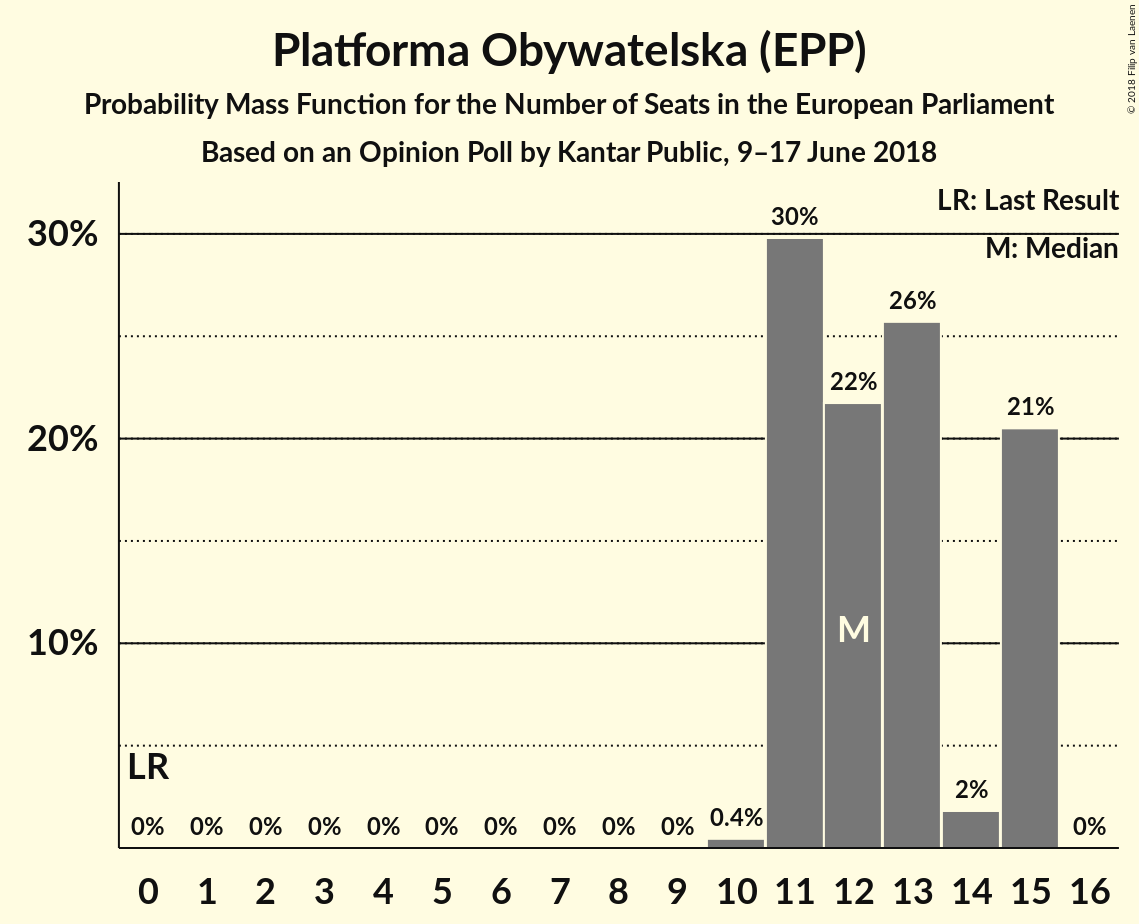 Platforma Obywatelska (EPP)
Probability Mass Function for the Number of Seats in the European Parliament
Based on an Opinion Poll by Kantar Public, 9–17 June 2018
© 2018 Filip van Laenen
LR: Last Result
M: Median
30%
20%
10%
30%
26%
22%
21%
M
LR
2%
0% 0% 0% 0% 0% 0% 0% 0% 0% 0% 0.4% 0%
0 1 2 3 4 5 6 7 8 9 10 11 12 13 14 15 16